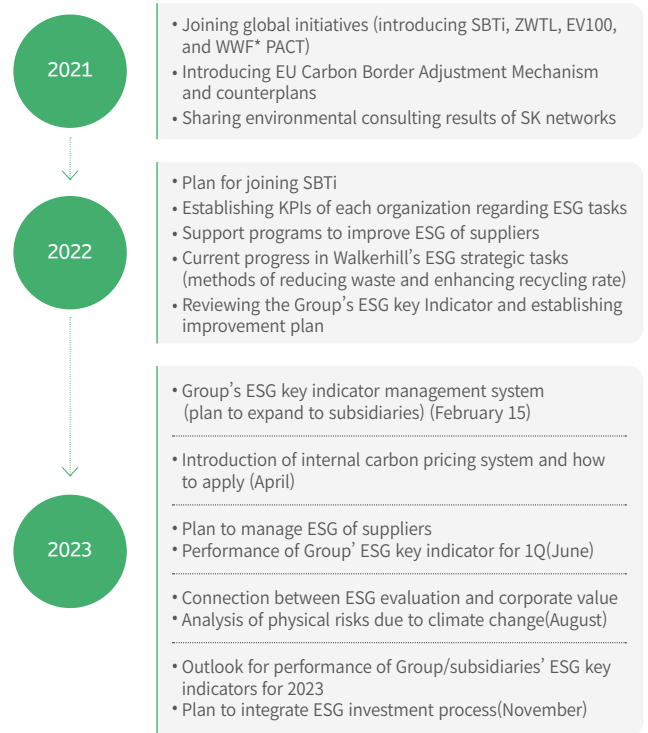 2021
• Joining global initiatives (introducing SBTi, ZWTL, EV100,
and WWF* PACT)
• Introducing EU Carbon Border Adjustment Mechanism
and counterplans
• Sharing environmental consulting results of SK networks
2022
• Plan for joining SBTi
• Establishing KPIs of each organization regarding ESG tasks
• Support programs to improve ESG of suppliers
• Current progress in Walkerhill’s ESG strategic tasks
(methods of reducing waste and enhancing recycling rate)
• Reviewing the Group’s ESG key Indicator and establishing
improvement plan
2023
• Group’s ESG key indicator management system
(plan to expand to subsidiaries) (February 15)
• Introduction of internal carbon pricing system and how
to apply (April)
• Plan to manage ESG of suppliers
• Performance of Group’ ESG key indicator for 1Q(June)
• Connection between ESG evaluation and corporate value
• Analysis of physical risks due to climate change(August)
• Outlook for performance of Group/subsidiaries’ ESG key
indicators for 2023
• Plan to integrate ESG investment process(November)